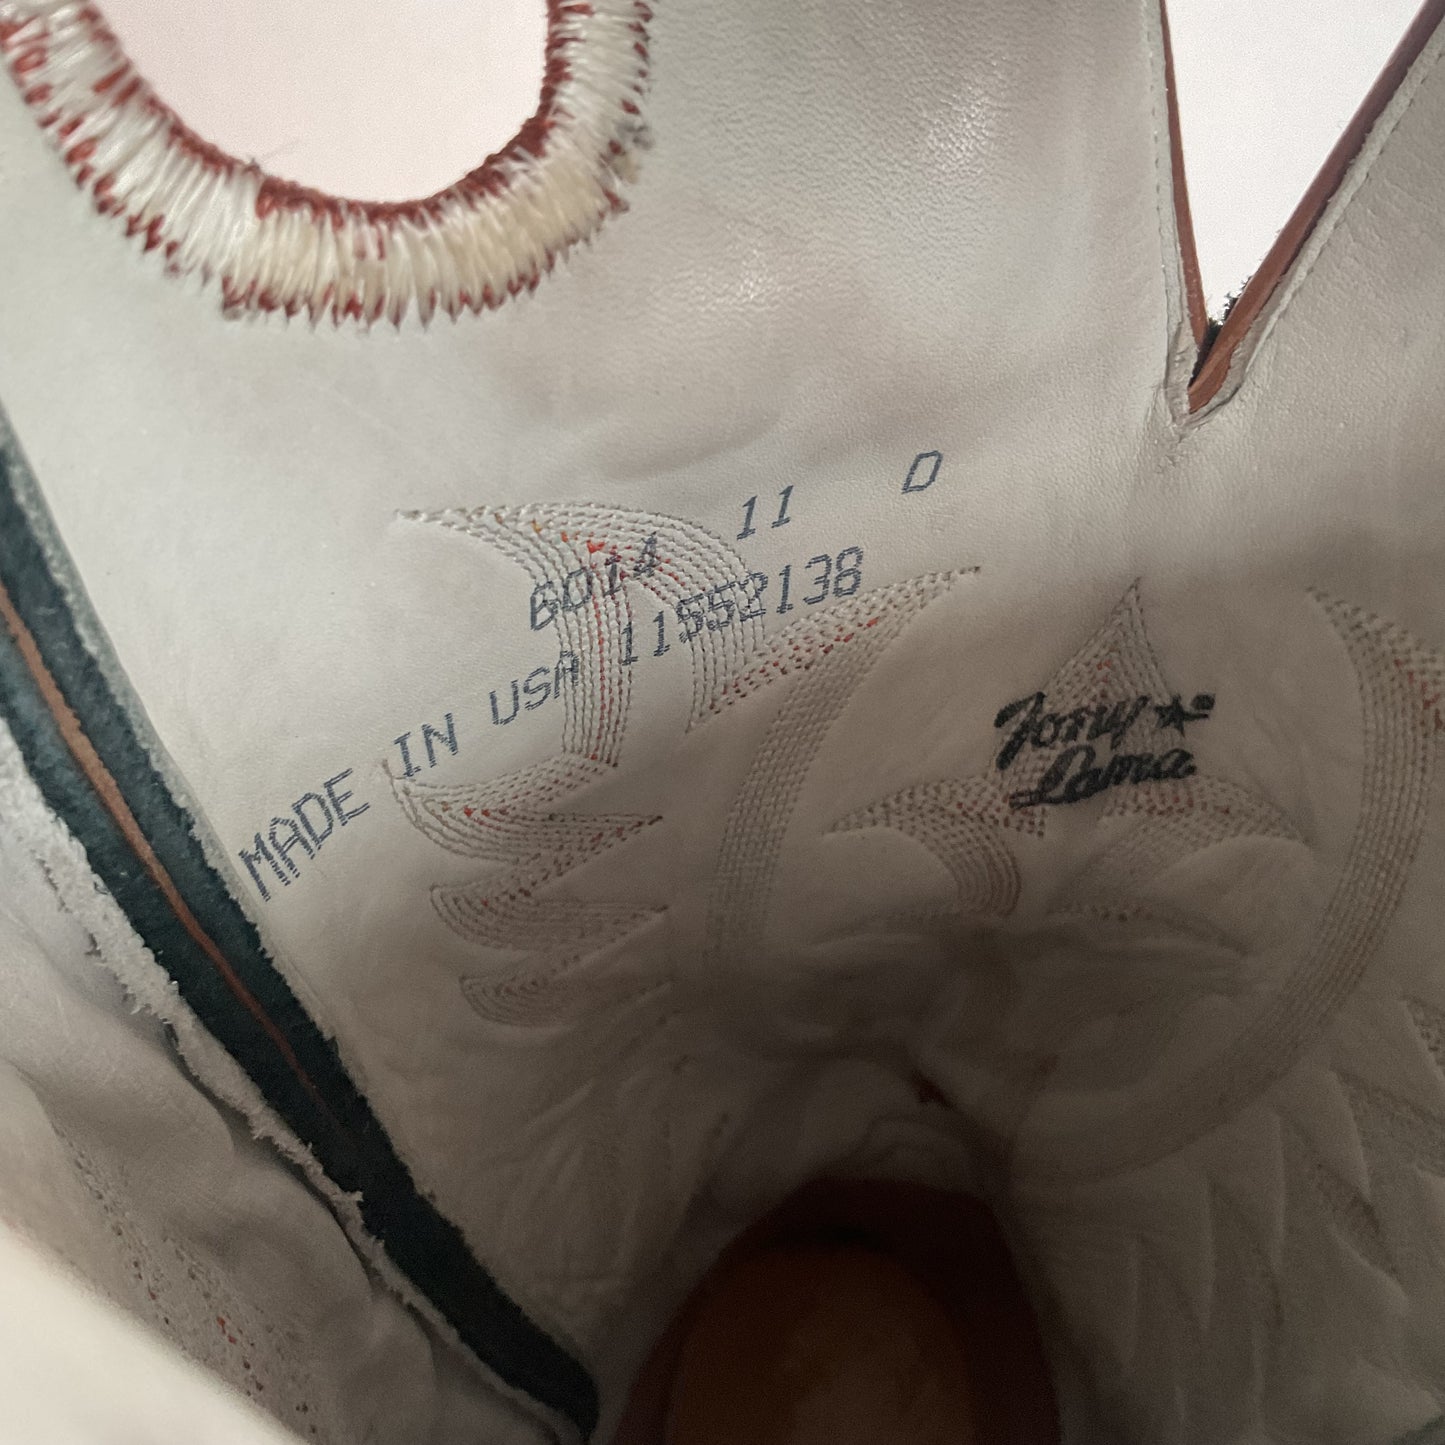 6014 11 D
MADE IN USA 11552138
Tony
Lama